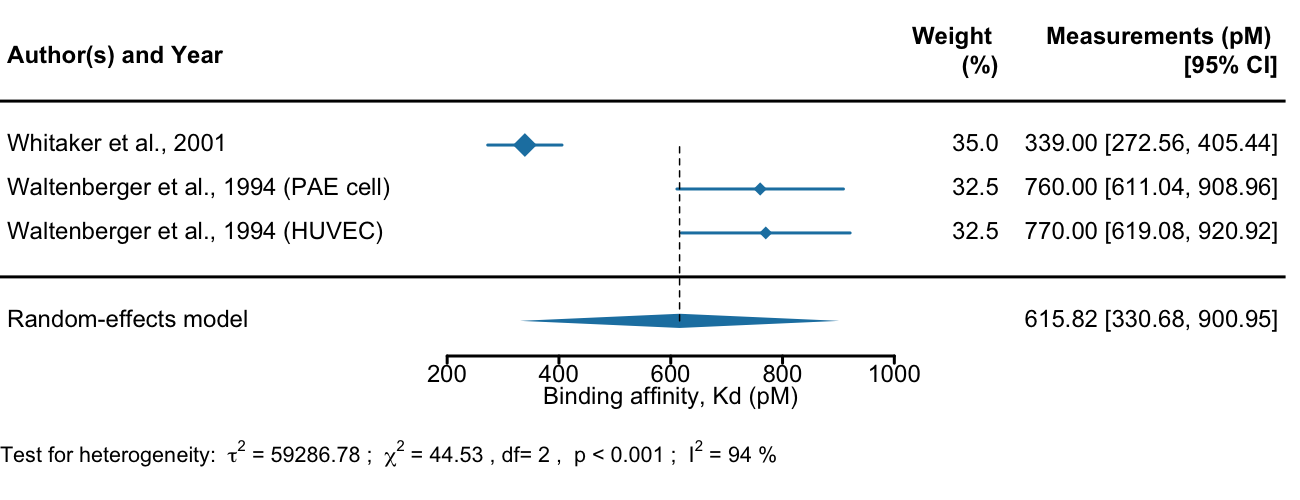 Author(s) and Year Weight (%) Measurements (pM) [95% CI]
Whitaker et al., 2001 35.0 339.00 [272.56, 405.44]
Waltenberger et al., 1994 (PAE cell) 32.5 760.00 [611.04, 908.96]
Waltenberger et al., 1994 (HUVEC) 32.5 770.00 [619.08, 920.92]
Random-effects model 615.82 [330.68, 900.95]
200 400 600 800 1000
Binding affinity, Kd (pM)
Test for heterogeneity: τ² = 59286.78 ; χ² = 44.53 , df= 2 , p < 0.001 ; I² = 94 %